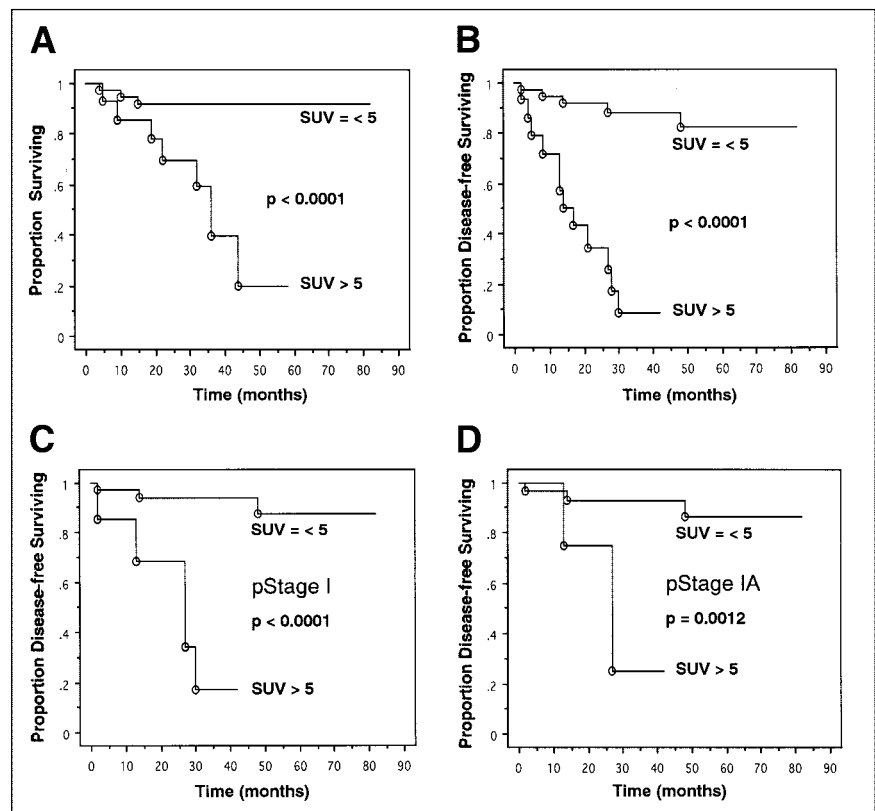 A
Proportion Surviving
1
.8
.6
.4
.2
0
SUV = < 5
p < 0.0001
SUV > 5
0 10 20 30 40 50 60 70 80 90
Time (months)
B
Proportion Disease-free Surviving
1
.8
.6
.4
.2
0
SUV = < 5
p < 0.0001
SUV > 5
0 10 20 30 40 50 60 70 80 90
Time (months)
C
Proportion Disease-free Surviving
1
.8
.6
.4
.2
0
SUV = < 5
pStage I
p < 0.0001
SUV > 5
0 10 20 30 40 50 60 70 80 90
Time (months)
D
Proportion Disease-free Surviving
1
.8
.6
.4
.2
0
SUV = < 5
pStage IA
p = 0.0012
SUV > 5
0 10 20 30 40 50 60 70 80 90
Time (months)